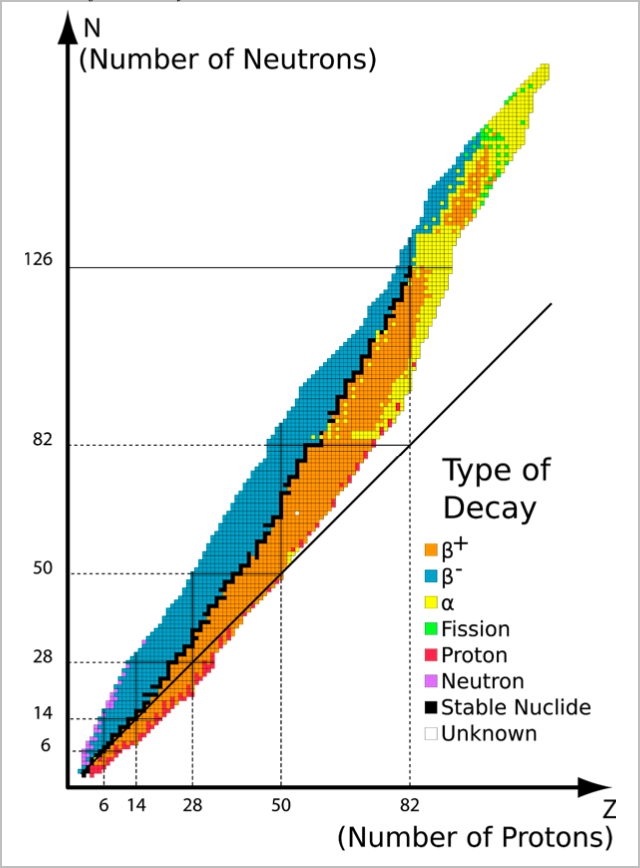 N
(Number of Neutrons)
126
82
50
28
14
6
Type of
Decay
β+
β-
α
Fission
Proton
Neutron
Stable Nuclide
Unknown
6 14 28 50 82
Z
(Number of Protons)